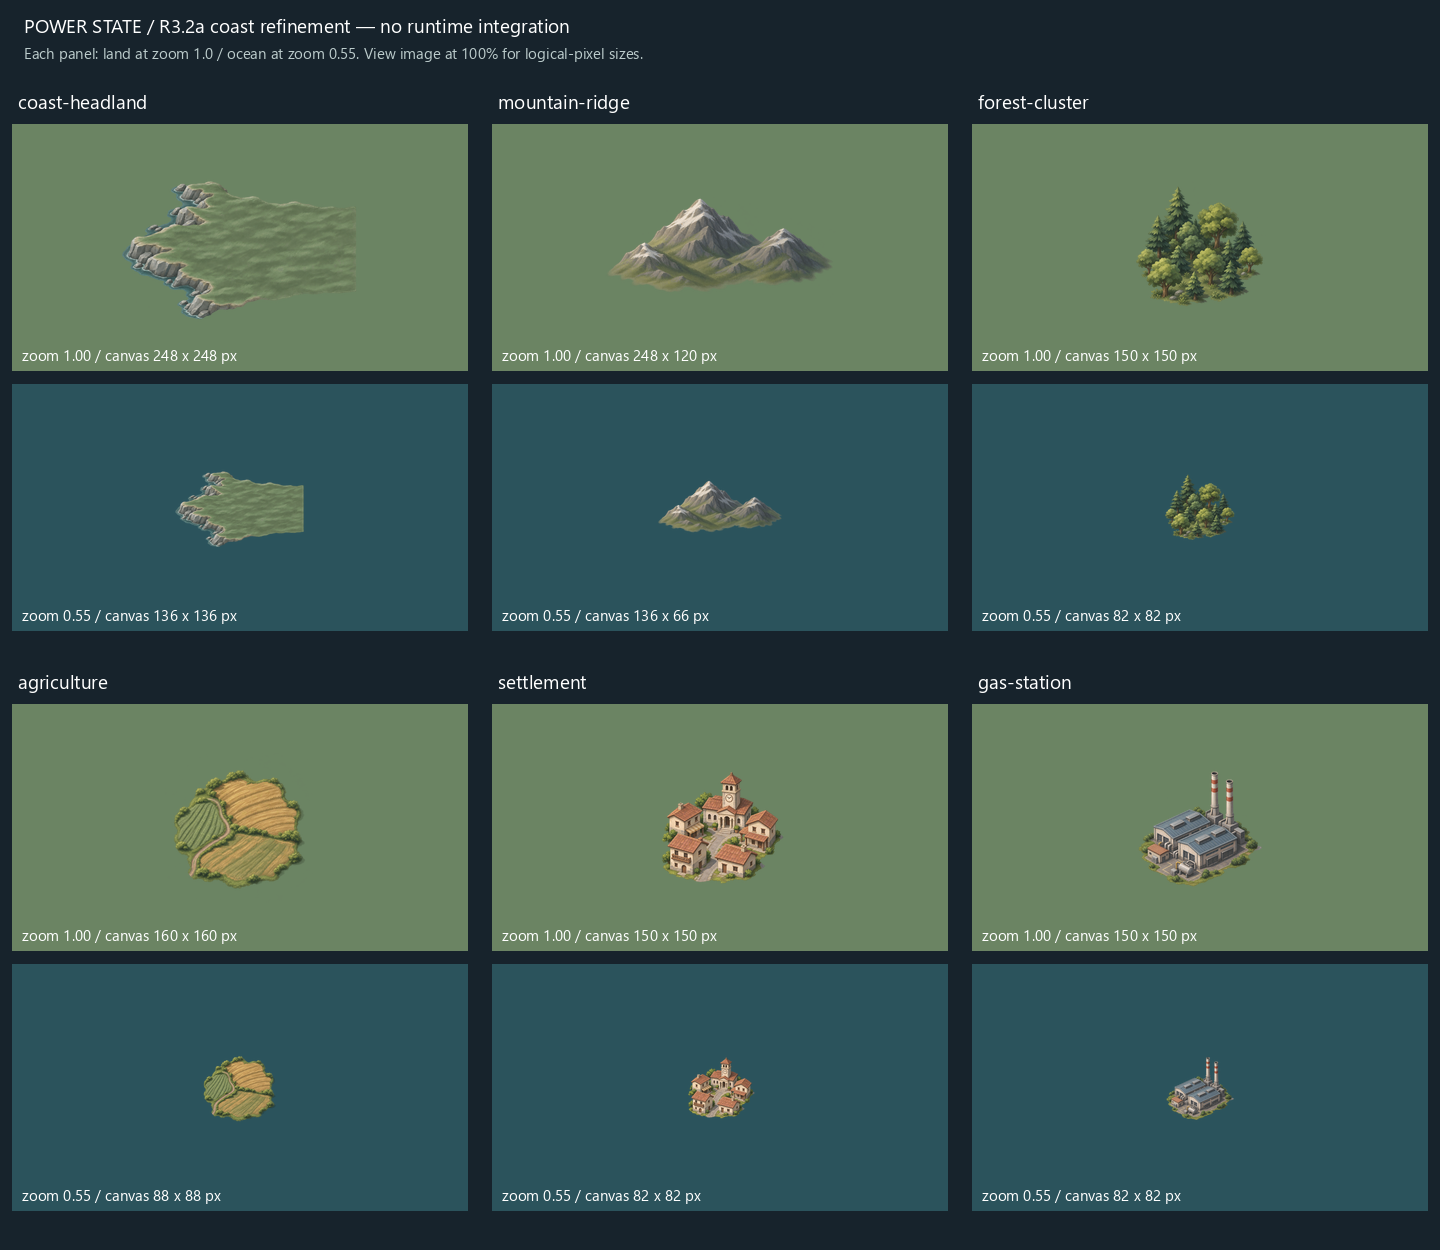 POWER STATE / R3.2a coast refinement — no runtime integration
Each panel: land at zoom 1.0 / ocean at zoom 0.55. View image at 100% for logical-pixel sizes.
coast-headland
mountain-ridge
forest-cluster
zoom 1.00 / canvas 248 x 248 px
zoom 1.00 / canvas 248 x 120 px
zoom 1.00 / canvas 150 x 150 px
zoom 0.55 / canvas 136 x 136 px
zoom 0.55 / canvas 136 x 66 px
zoom 0.55 / canvas 82 x 82 px
agriculture
settlement
gas-station
zoom 1.00 / canvas 160 x 160 px
zoom 1.00 / canvas 150 x 150 px
zoom 1.00 / canvas 150 x 150 px
zoom 0.55 / canvas 88 x 88 px
zoom 0.55 / canvas 82 x 82 px
zoom 0.55 / canvas 82 x 82 px